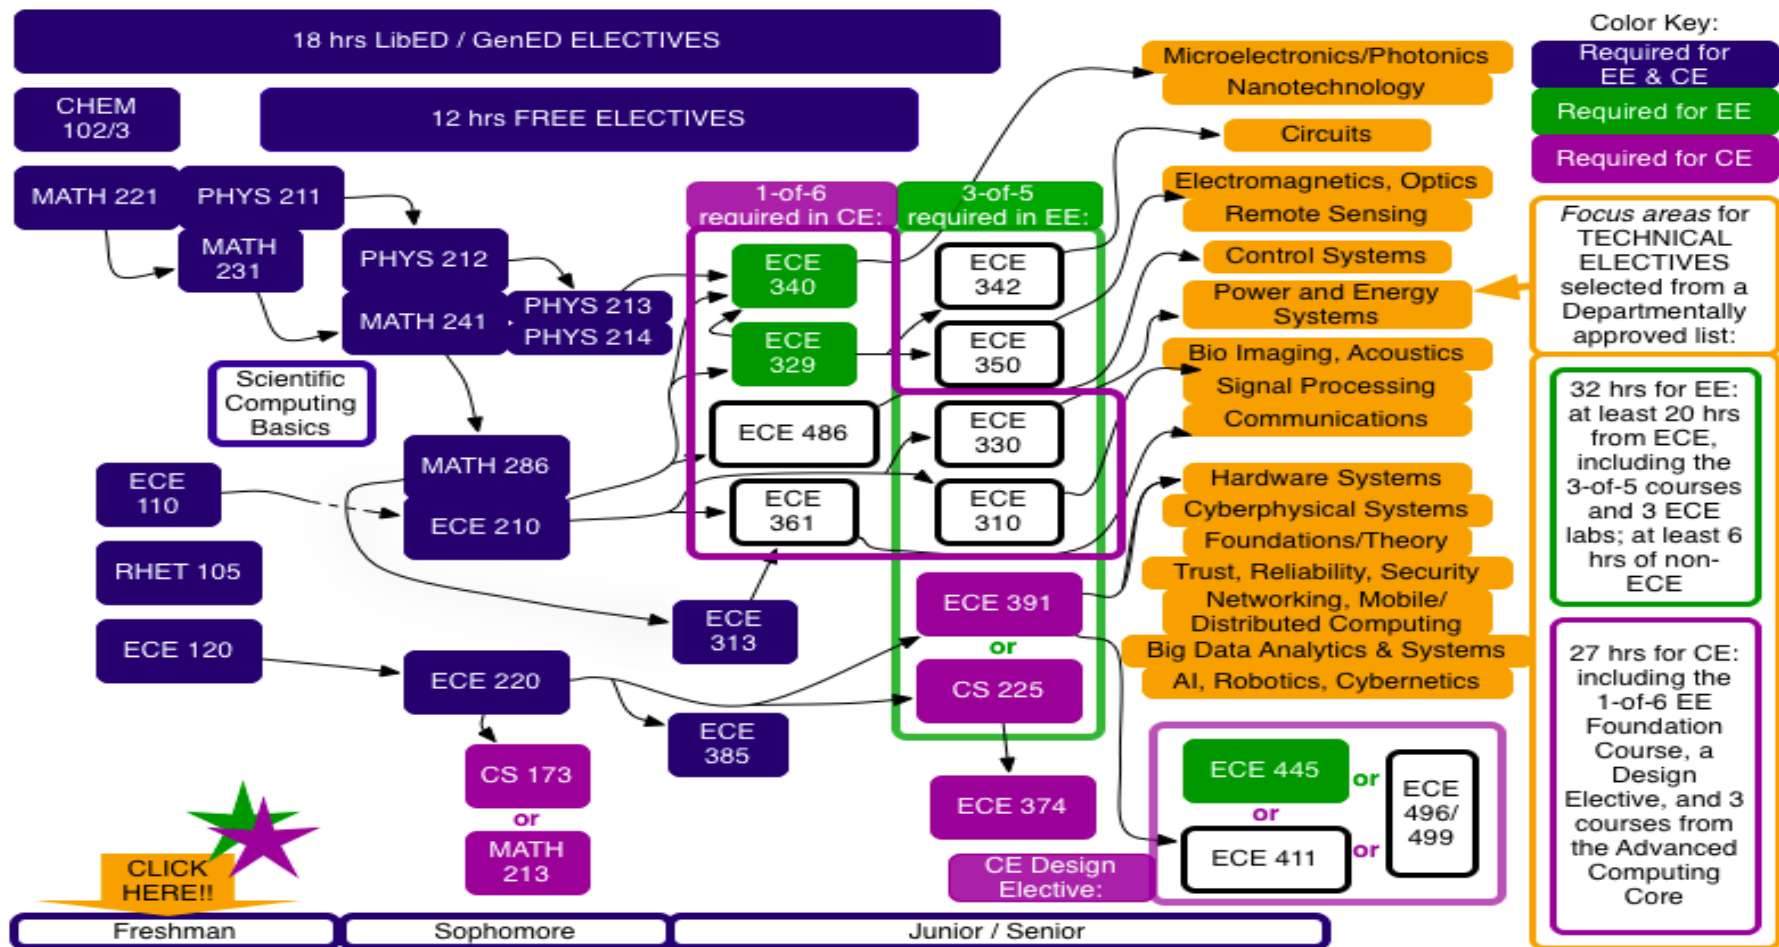 18 hrs LibED / GenED ELECTIVES
CHEM
102/3
12 hrs FREE ELECTIVES
MATH 221
PHYS 211
MATH
231
PHYS 212
MATH 241
PHYS 213
PHYS 214
Scientific
Computing
Basics
MATH 286
ECE
110
ECE 210
RHET 105
ECE 120
ECE 220
CS 173
or
MATH
213
ECE
313
ECE
385
1-of-6
required in CE:
3-of-5
required in EE:
ECE
340
ECE
329
ECE 486
ECE
361
ECE
342
ECE
350
ECE
330
ECE
310
ECE 391
or
CS 225
ECE 374
CE Design
Elective:
ECE 445
or
or
ECE 411
or
ECE
496/
499
Microelectronics/Photonics
Nanotechnology
Circuits
Electromagnetics, Optics
Remote Sensing
Control Systems
Power and Energy
Systems
Bio Imaging, Acoustics
Signal Processing
Communications
Hardware Systems
Cyberphysical Systems
Foundations/Theory
Trust, Reliability, Security
Networking, Mobile/
Distributed Computing
Big Data Analytics & Systems
AI, Robotics, Cybernetics
Color Key:
Required for
EE & CE
Required for EE
Required for CE
Focus areas for
TECHNICAL
ELECTIVES
selected from a
Departmentally
approved list:
32 hrs for EE:
at least 20 hrs
from ECE,
including the
3-of-5 courses
and 3 ECE
labs; at least 6
hrs of non-
ECE
27 hrs for CE:
including the
1-of-6 EE
Foundation
Course, a
Design
Elective, and 3
courses from
the Advanced
Computing
Core
CLICK
HERE!!
Freshman
Sophomore
Junior / Senior